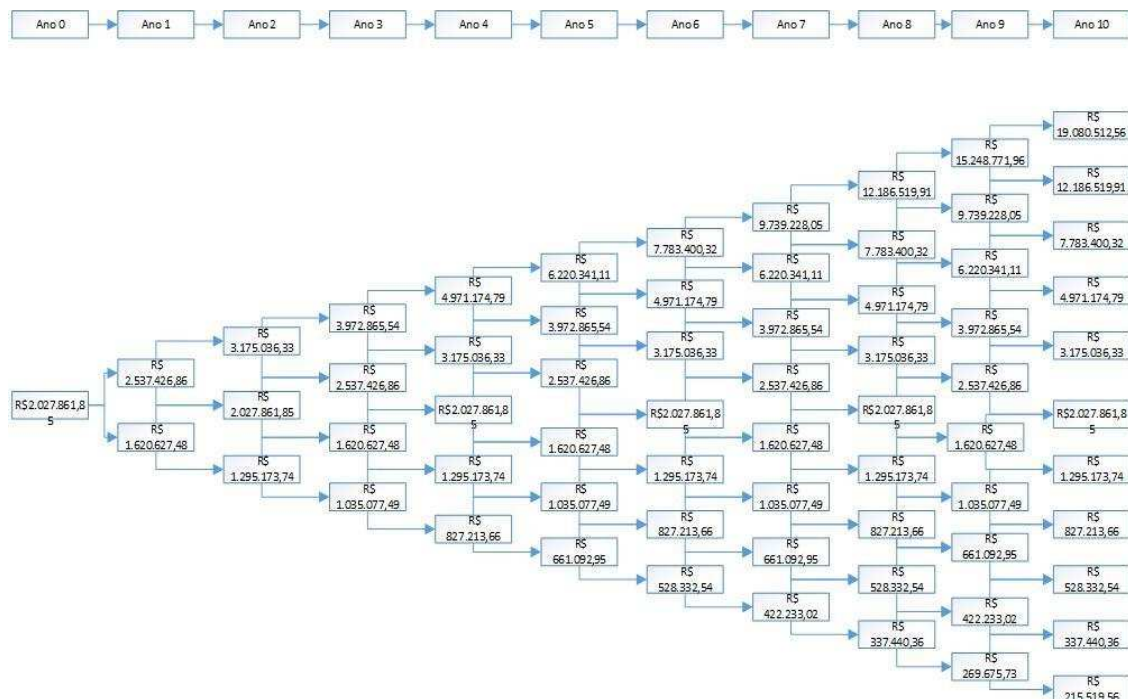 Ano 0 Ano 1 Ano 2 Ano 3 Ano 4 Ano 5 Ano 6 Ano 7 Ano 8 Ano 9 Ano 10
R$2.027.861,8
5
R$
2.537.426,86
R$
1.620.627,48
R$
3.175.036,33
R$
2.027.861,85
R$
1.295.173,74
R$
3.972.865,54
R$
2.537.426,86
R$
1.620.627,48
R$
1.035.077,49
R$
4.971.174,79
R$
3.175.036,33
R$2.027.861,8
5
R$
1.295.173,74
R$
827.213,66
R$
6.220.341,11
R$
3.972.865,54
R$
2.537.426,86
R$
1.620.627,48
R$
1.035.077,49
R$
661.092,95
R$
7.783.400,32
R$
4.971.174,79
R$
3.175.036,33
R$2.027.861,8
5
R$
1.295.173,74
R$
827.213,66
R$
528.332,54
R$
9.739.228,05
R$
6.220.341,11
R$
3.972.865,54
R$
2.537.426,86
R$
1.620.627,48
R$
1.035.077,49
R$
661.092,95
R$
422.233,02
R$
12.186.519,91
R$
7.783.400,32
R$
4.971.174,79
R$
3.175.036,33
R$2.027.861,8
5
R$
1.295.173,74
R$
827.213,66
R$
528.332,54
R$
337.440,36
R$
15.248.771,96
R$
9.739.228,05
R$
6.220.341,11
R$
3.972.865,54
R$
2.537.426,86
R$
1.620.627,48
R$
1.035.077,49
R$
661.092,95
R$
422.233,02
R$
269.675,73
R$
19.080.512,56
R$
12.186.519,91
R$
7.783.400,32
R$
4.971.174,79
R$
3.175.036,33
R$2.027.861,8
5
R$
1.295.173,74
R$
827.213,66
R$
528.332,54
R$
337.440,36
R$
215.519,56